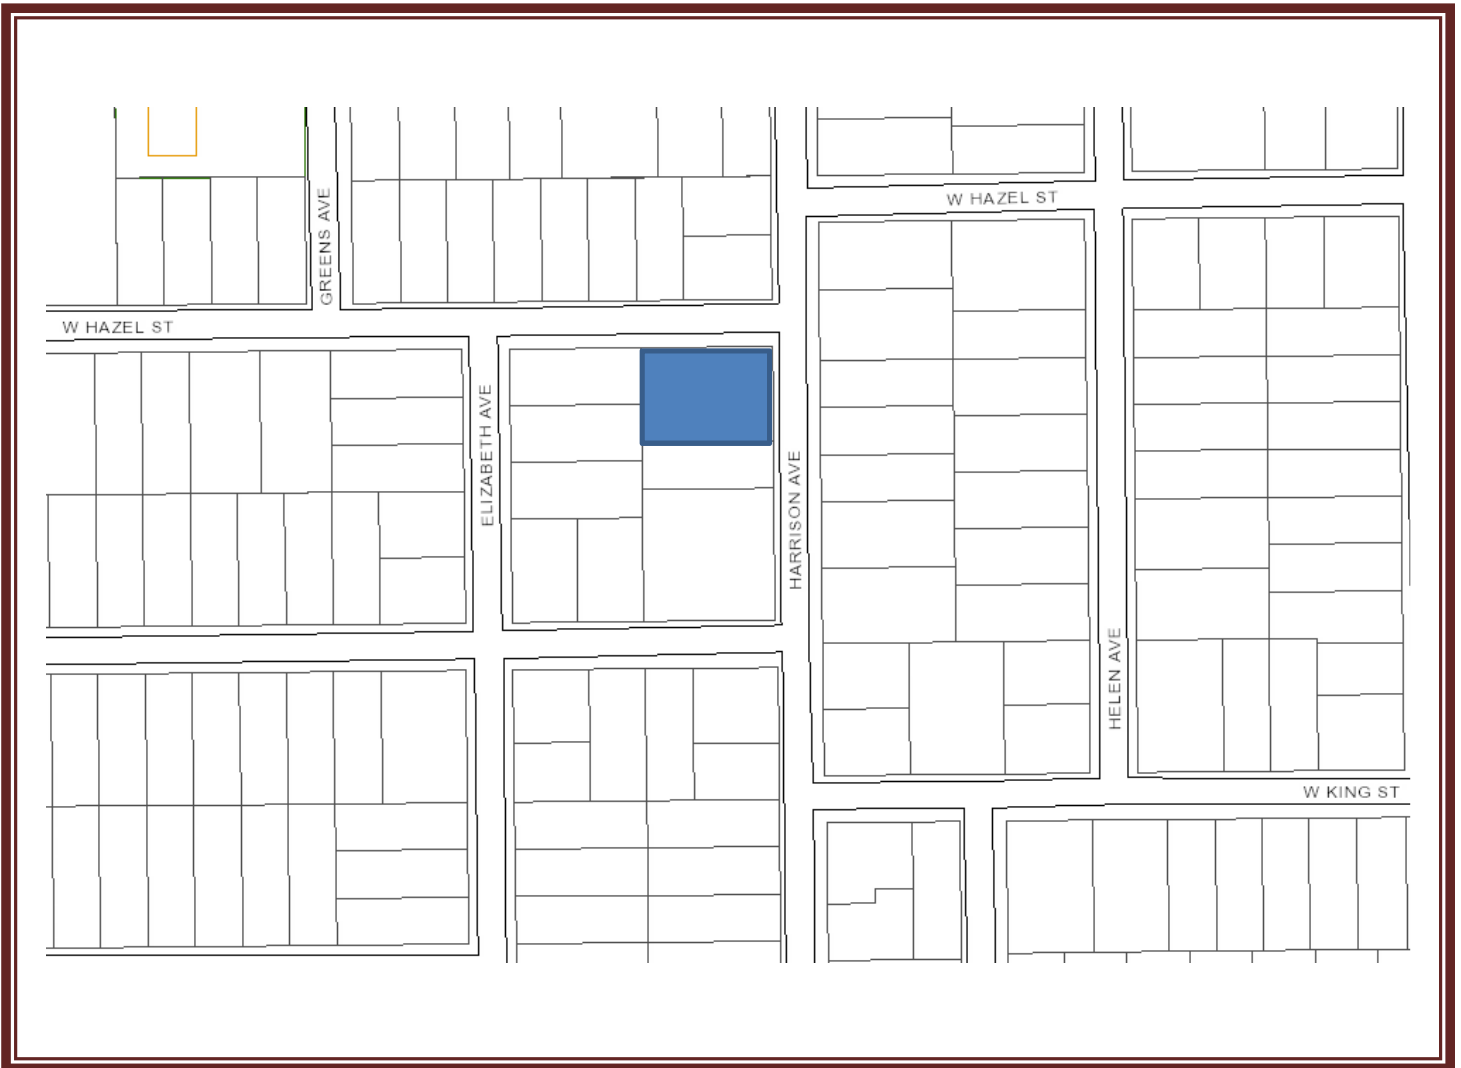 W HAZEL ST
GREENS AVE
W HAZEL ST
ELIZABETH AVE
HARRISON AVE
HELEN AVE
W KING ST